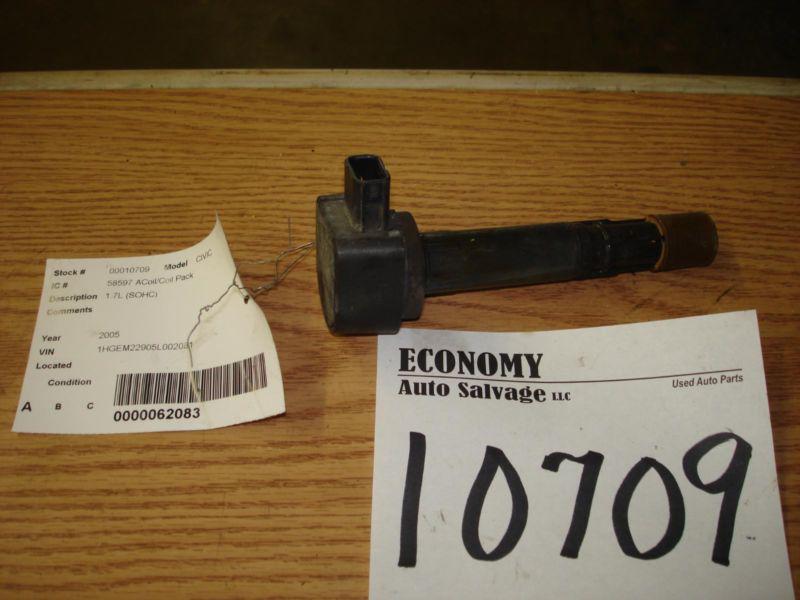 Stock # 00010709 Model CIVIC
IC # 58597 ACoil/Coil Pack
Description 1.7L (SOHC)
Comments
Year 2005
VIN 1HGEM22905L002081
Located
Condition
A B C
0000062083
ECONOMY
Auto Salvage LLC
Used Auto Parts
10709